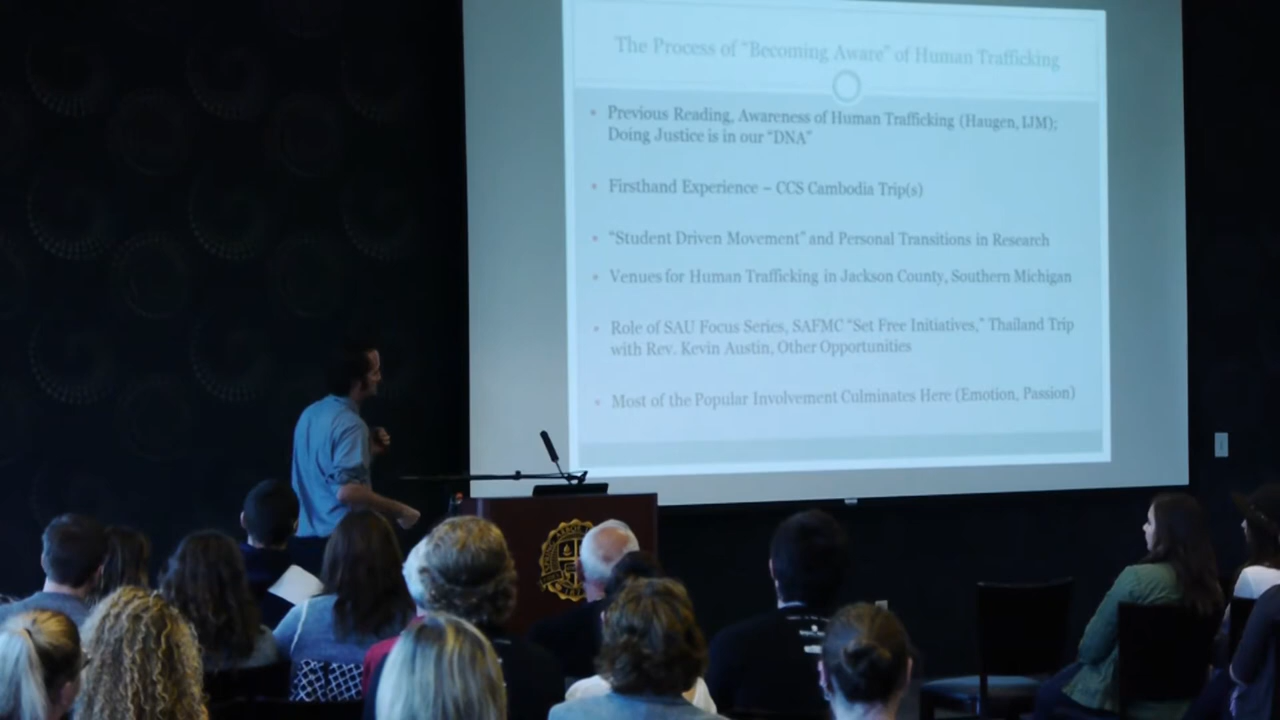 The Process of "Becoming Aware" of Human Trafficking
Previous Reading, Awareness of Human Trafficking (Haugen, IJM);
Doing Justice is in our "DNA"
Firsthand Experience – CCS Cambodia Trip(s)
"Student Driven Movement" and Personal Transitions in Research
Venues for Human Trafficking in Jackson County, Southern Michigan
Role of SAU Focus Series, SAFMC "Set Free Initiatives," Thailand Trip
with Rev. Kevin Austin, Other Opportunities
Most of the Popular Involvement Culminates Here (Emotion, Passion)